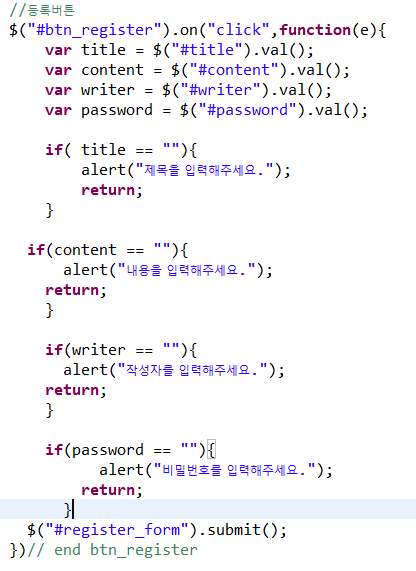 //등록버튼
$("#btn_register").on("click",function(e){
    var title = $("#title").val();
    var content = $("#content").val();
    var writer = $("#writer").val();
    var password = $("#password").val();

    if( title == ""){
        alert("제목을 입력해주세요.");
        return;
    }

  if(content == ""){
      alert("내용을 입력해주세요.");
    return;
    }

    if(writer == ""){
      alert("작성자를 입력해주세요.");
    return;
    }

    if(password == ""){
          alert("비밀번호를 입력해주세요.");
        return;
      }
  $("#register_form").submit();
})// end btn_register